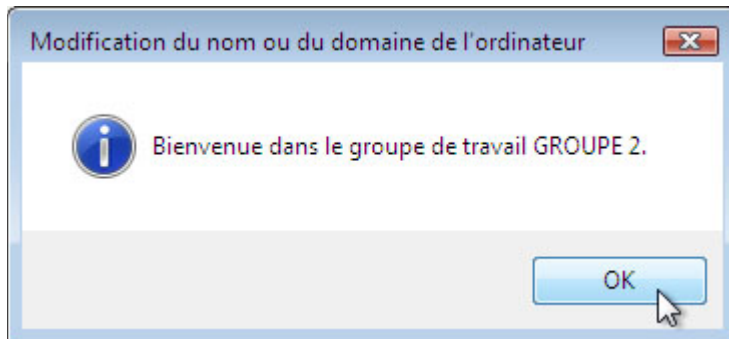 Modification du nom ou du domaine de l'ordinateur
Bienvenue dans le groupe de travail GROUPE 2.
OK